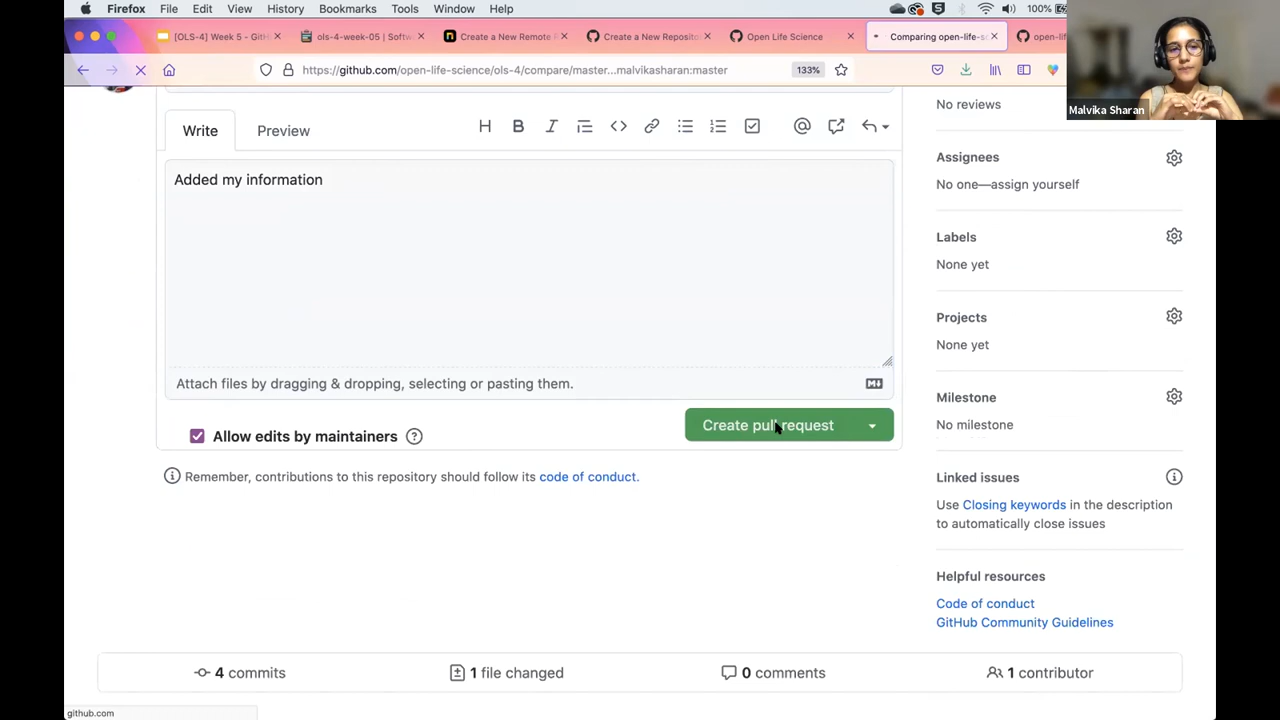 Firefox File Edit View History Bookmarks Tools Window Help 100%
[OLS-4] Week 5 - GitH ols-4-week-05 | Softw Create a New Remote R Create a New Reposito Open Life Science Comparing open-life-sc open-lif
https://github.com/open-life-science/ols-4/compare/master...malvikasharan:master 133%
Malvika Sharan
No reviews
Write Preview
Added my information
Assignees
No one—assign yourself
Labels
None yet
Projects
None yet
Attach files by dragging & dropping, selecting or pasting them.
Milestone
No milestone
Create pull request
Allow edits by maintainers
Remember, contributions to this repository should follow its code of conduct.
Linked issues
Use Closing keywords in the description
to automatically close issues
Helpful resources
Code of conduct
GitHub Community Guidelines
4 commits 1 file changed 0 comments 1 contributor
github.com